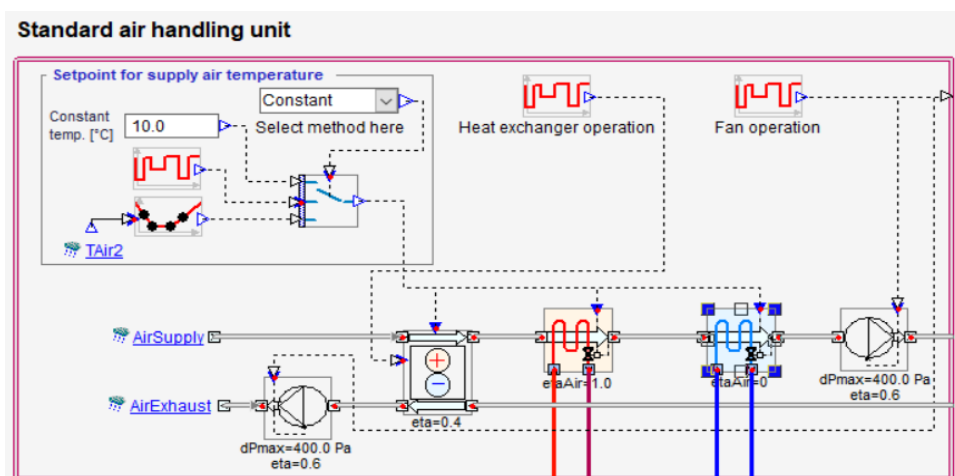 Standard air handling unit
Setpoint for supply air temperature
Constant
Constant
temp. [°C]
10.0
Select method here
Heat exchanger operation
Fan operation
TAir2
AirSupply
etaAir=1.0
etaAir=0
dPmax=400.0 Pa
eta=0.6
AirExhaust
eta=0.4
dPmax=400.0 Pa
eta=0.6